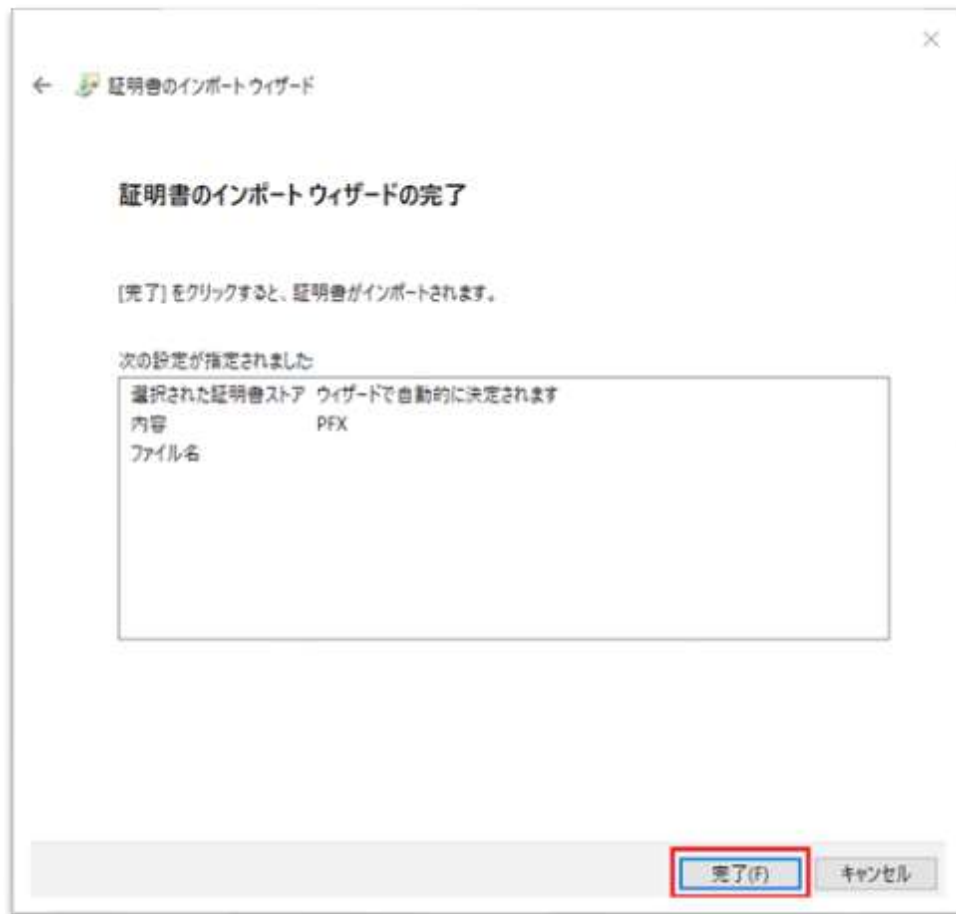 証明書のインポート ウィザード
証明書のインポート ウィザードの完了
[完了] をクリックすると、証明書がインポートされます。
次の設定が指定されました:
選択された証明書ストア ウィザードで自動的に決定されます
内容 PFX
ファイル名
完了(F) キャンセル